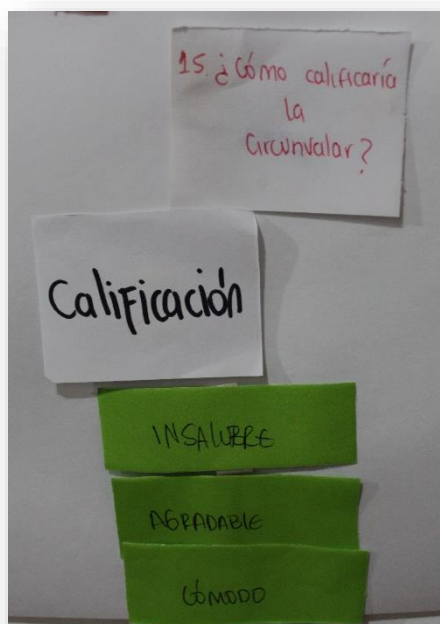 15. ¿Cómo calificaría
la
Circunvalar?
Calificación
INSALUBRE
AGRADABLE
CÓMODO